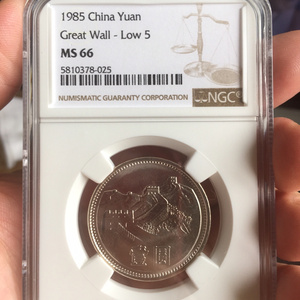 1985 China Yuan
Great Wall - Low 5
MS 66
5810378-025
NUMISMATIC GUARANTY CORPORATION
NGC
壹圆